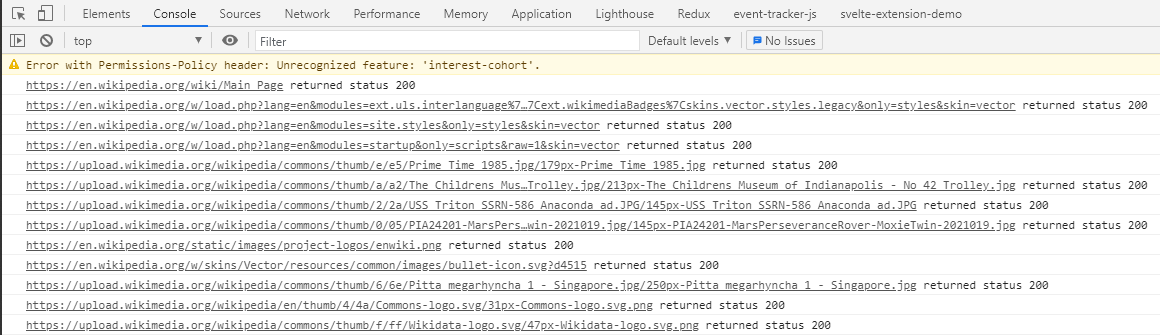 Elements Console Sources Network Performance Memory Application Lighthouse Redux event-tracker-js svelte-extension-demo
top Filter Default levels No Issues
Error with Permissions-Policy header: Unrecognized feature: 'interest-cohort'.
https://en.wikipedia.org/wiki/Main_Page returned status 200
https://en.wikipedia.org/w/load.php?lang=en&modules=ext.uls.interlanguage%7…7Cext.wikimediaBadges%7Cskins.vector.styles.legacy&only=styles&skin=vector returned status 200
https://en.wikipedia.org/w/load.php?lang=en&modules=site.styles&only=styles&skin=vector returned status 200
https://en.wikipedia.org/w/load.php?lang=en&modules=startup&only=scripts&raw=1&skin=vector returned status 200
https://upload.wikimedia.org/wikipedia/commons/thumb/e/e5/Prime_Time_1985.jpg/179px-Prime_Time_1985.jpg returned status 200
https://upload.wikimedia.org/wikipedia/commons/thumb/a/a2/The_Childrens_Mus…Trolley.jpg/213px-The_Childrens_Museum_of_Indianapolis_-_No_42_Trolley.jpg returned status 200
https://upload.wikimedia.org/wikipedia/commons/thumb/2/2a/USS_Triton_SSRN-586_Anaconda_ad.JPG/145px-USS_Triton_SSRN-586_Anaconda_ad.JPG returned status 200
https://upload.wikimedia.org/wikipedia/commons/thumb/0/05/PIA24201-MarsPers…win-2021019.jpg/145px-PIA24201-MarsPerseveranceRover-MoxieTwin-2021019.jpg returned status 200
https://en.wikipedia.org/static/images/project-logos/enwiki.png returned status 200
https://en.wikipedia.org/w/skins/Vector/resources/common/images/bullet-icon.svg?d4515 returned status 200
https://upload.wikimedia.org/wikipedia/commons/thumb/6/6e/Pitta_megarhyncha_1_-_Singapore.jpg/250px-Pitta_megarhyncha_1_-_Singapore.jpg returned status 200
https://upload.wikimedia.org/wikipedia/en/thumb/4/4a/Commons-logo.svg/31px-Commons-logo.svg.png returned status 200
https://upload.wikimedia.org/wikipedia/commons/thumb/f/ff/Wikidata-logo.svg/47px-Wikidata-logo.svg.png returned status 200